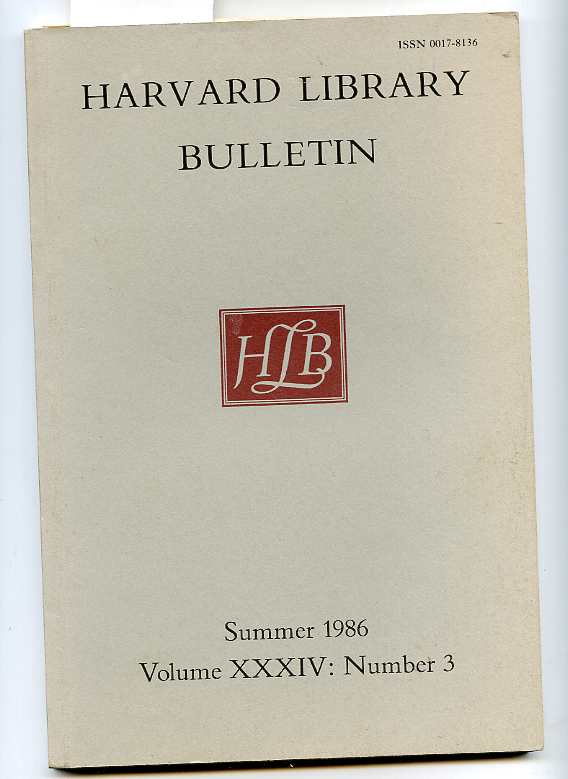 ISSN 0017-8136
HARVARD LIBRARY
BULLETIN
HLB
Summer 1986
Volume XXXIV: Number 3